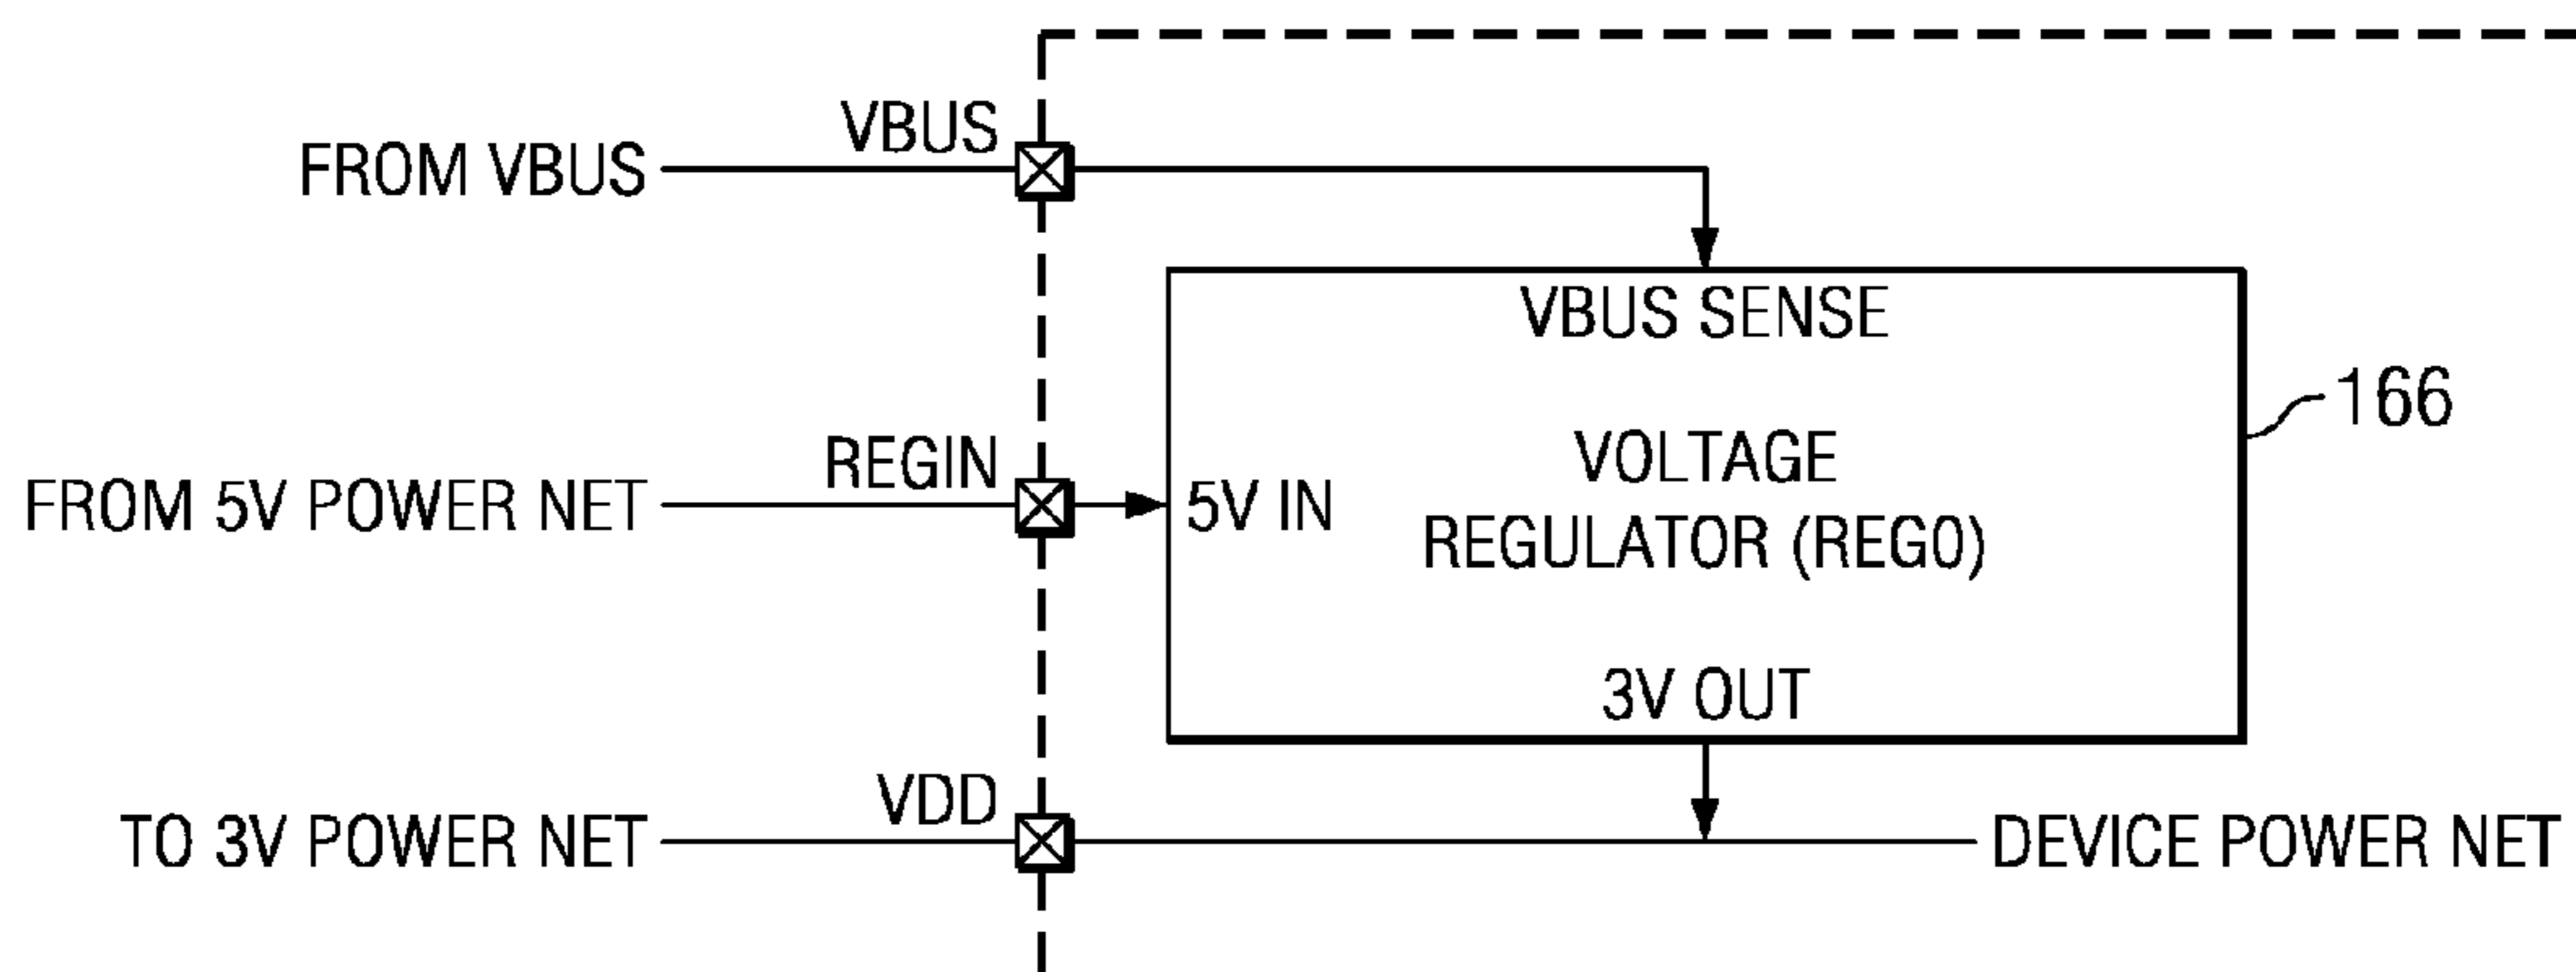 VBUS
FROM VBUS
VBUS SENSE
166
REGIN
FROM 5V POWER NET
5V IN
VOLTAGE
REGULATOR (REG0)
3V OUT
VDD
TO 3V POWER NET
DEVICE POWER NET